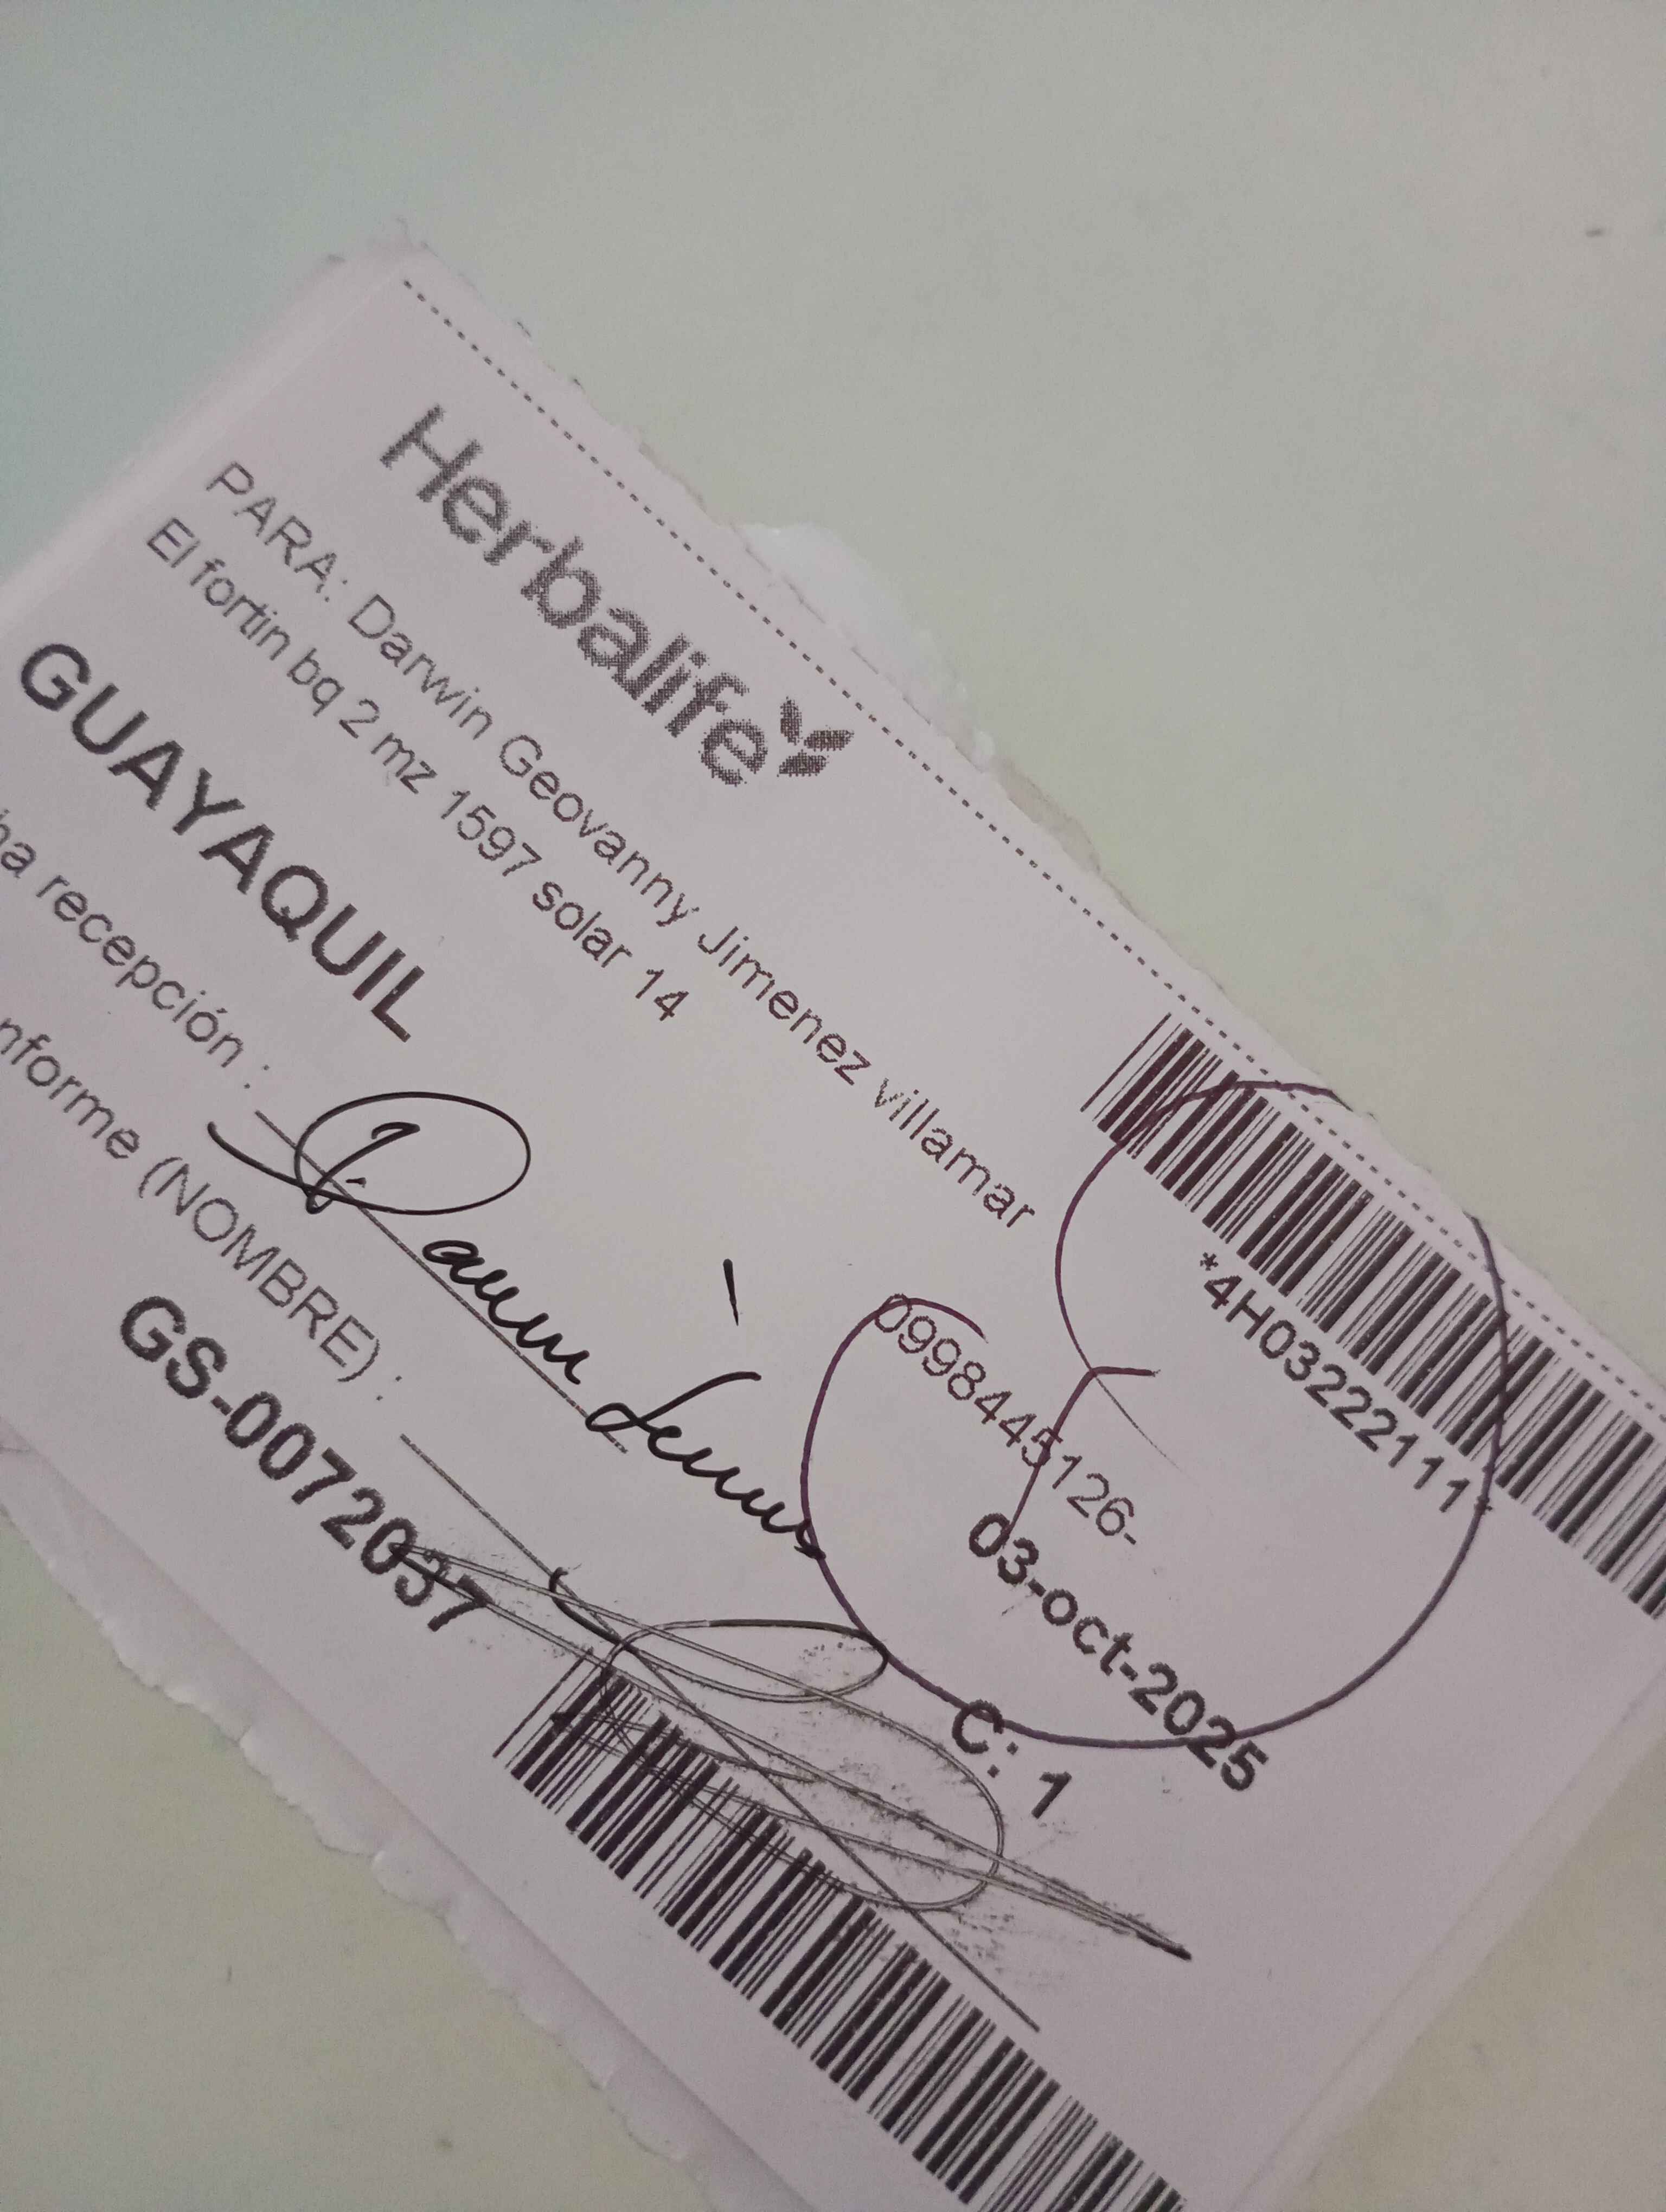 Herbalife
*4H03222111*
PARA: Darwin Geovanny Jimenez villamar
El fortin bq 2 mz 1597 solar 14
0998445126-
GUAYAQUIL
03-oct-2025
recepción :
C: 1
nforme (NOMBRE) :
GS-0072037